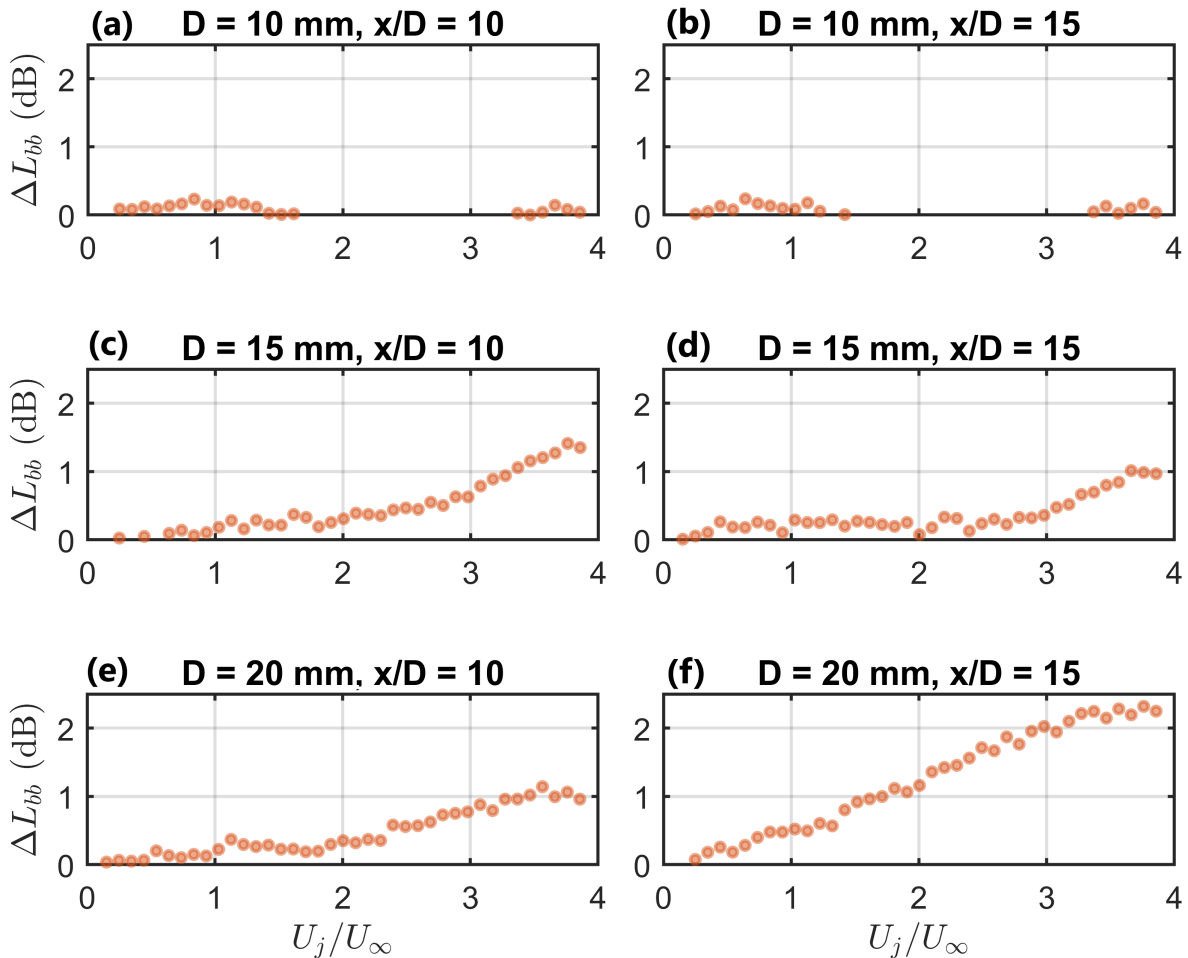 (a) D = 10 mm, x/D = 10
(b) D = 10 mm, x/D = 15
ΔL_bb (dB)
2
1
0
0 1 2 3 4
2
1
0
0 1 2 3 4
(c) D = 15 mm, x/D = 10
(d) D = 15 mm, x/D = 15
ΔL_bb (dB)
2
1
0
0 1 2 3 4
2
1
0
0 1 2 3 4
(e) D = 20 mm, x/D = 10
(f) D = 20 mm, x/D = 15
ΔL_bb (dB)
2
1
0
0 1 2 3 4
U_j/U_∞
2
1
0
0 1 2 3 4
U_j/U_∞